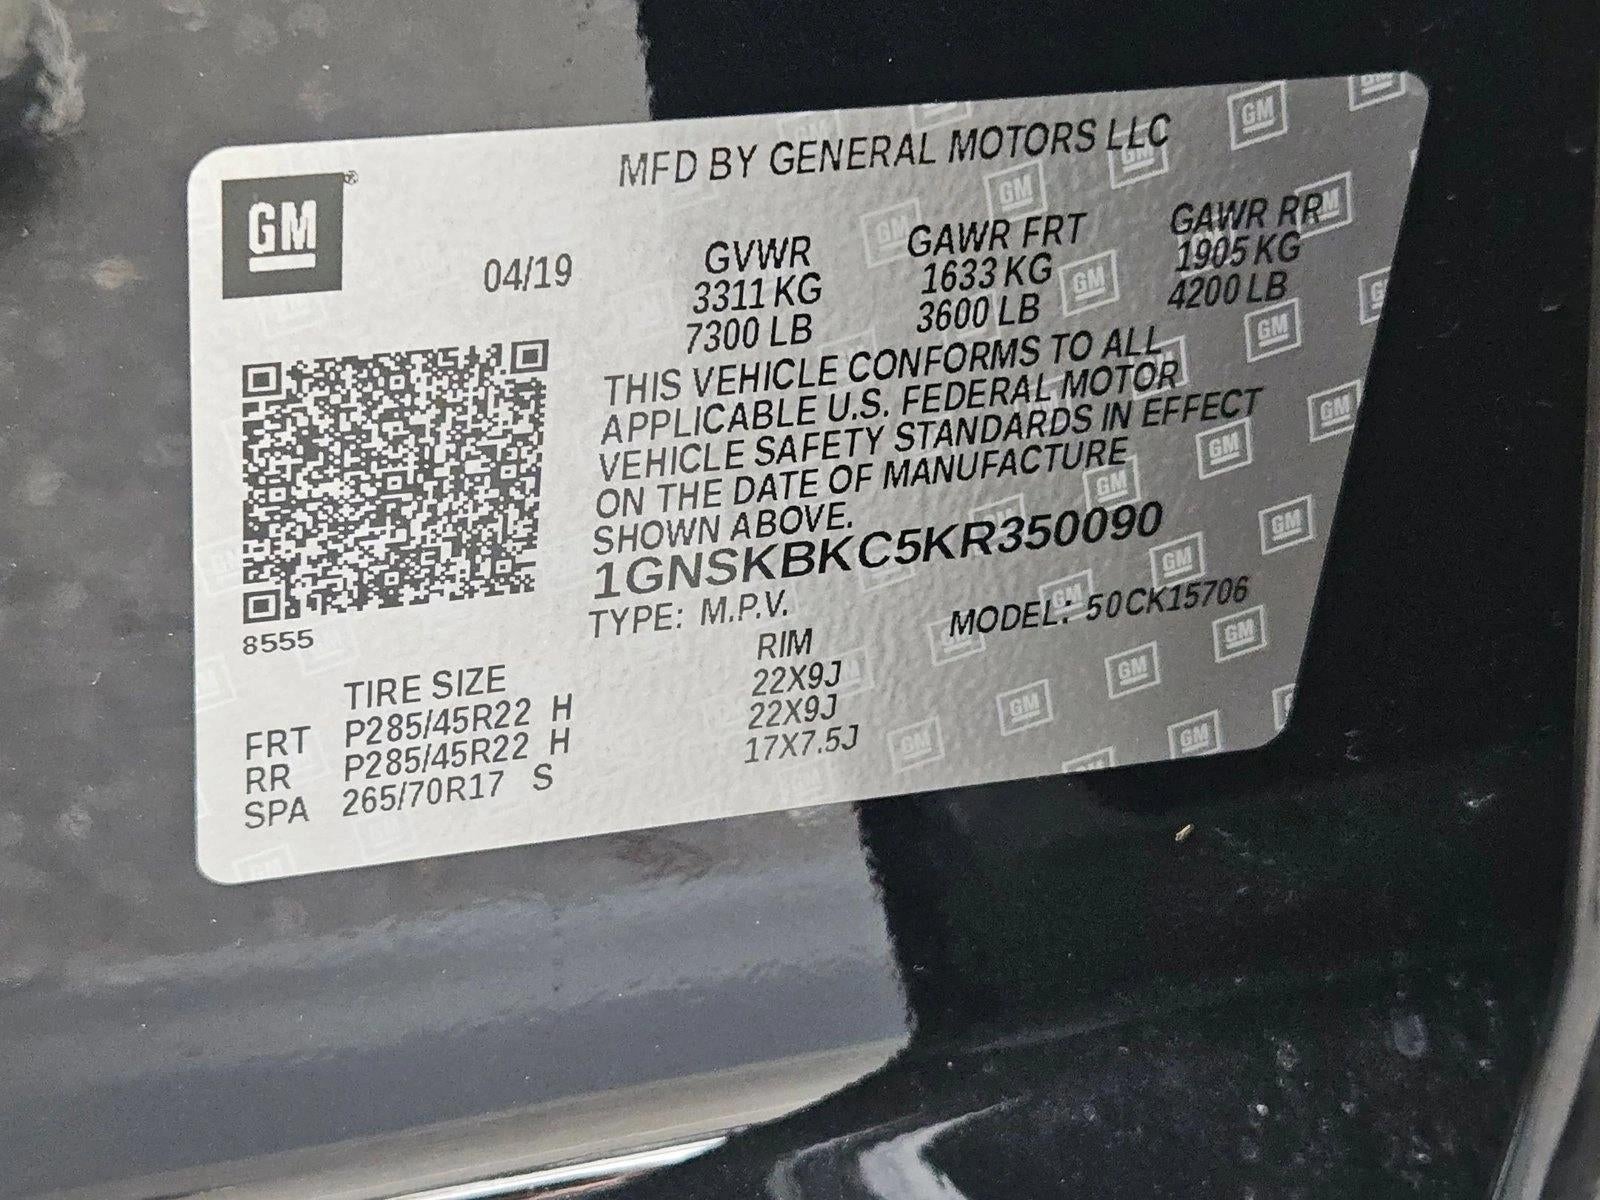 GM®
MFD BY GENERAL MOTORS LLC
04/19
GVWR GAWR FRT GAWR RR
3311 KG 1633 KG 1905 KG
7300 LB 3600 LB 4200 LB
THIS VEHICLE CONFORMS TO ALL
APPLICABLE U.S. FEDERAL MOTOR
VEHICLE SAFETY STANDARDS IN EFFECT
ON THE DATE OF MANUFACTURE
SHOWN ABOVE.
1GNSKBKC5KR350090
TYPE: M.P.V. MODEL: 50CK15706
8555
TIRE SIZE RIM
FRT P285/45R22 H 22X9J
RR P285/45R22 H 22X9J
SPA 265/70R17 S 17X7.5J